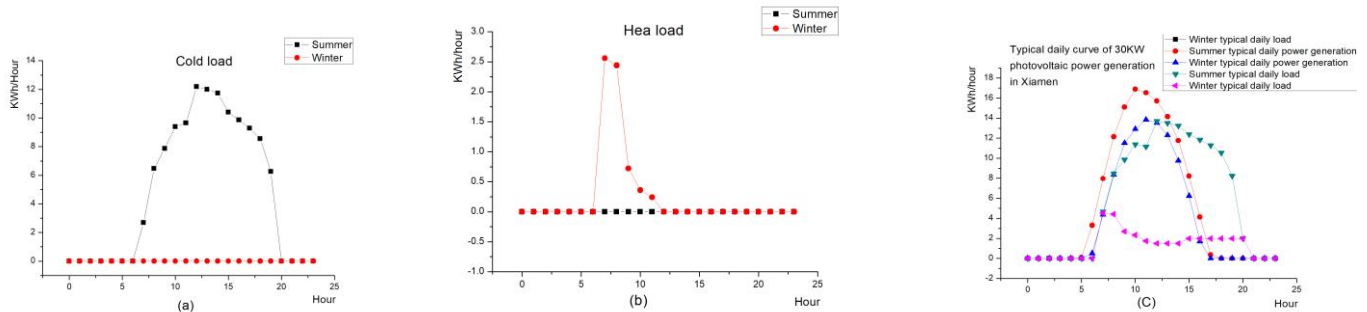 Summer
Winter
Cold load
KWh/Hour
14
12
10
8
6
4
2
0
0
5
10
15
20
25
Hour
(a)
Summer
Winter
Hea load
KWh/hour
3.0
2.5
2.0
1.5
1.0
0.5
0.0
-0.5
-1.0
0
5
10
15
20
25
Hour
(b)
Winter typical daily load
Summer typical daily power generation
Winter typical daily power generation
Summer typical daily load
Winter typical daily load
Typical daily curve of 30KW
photovoltaic power generation
in Xiamen
KWh/hour
18
16
14
12
10
8
6
4
2
0
-2
0
5
10
15
20
25
Hour
(C)